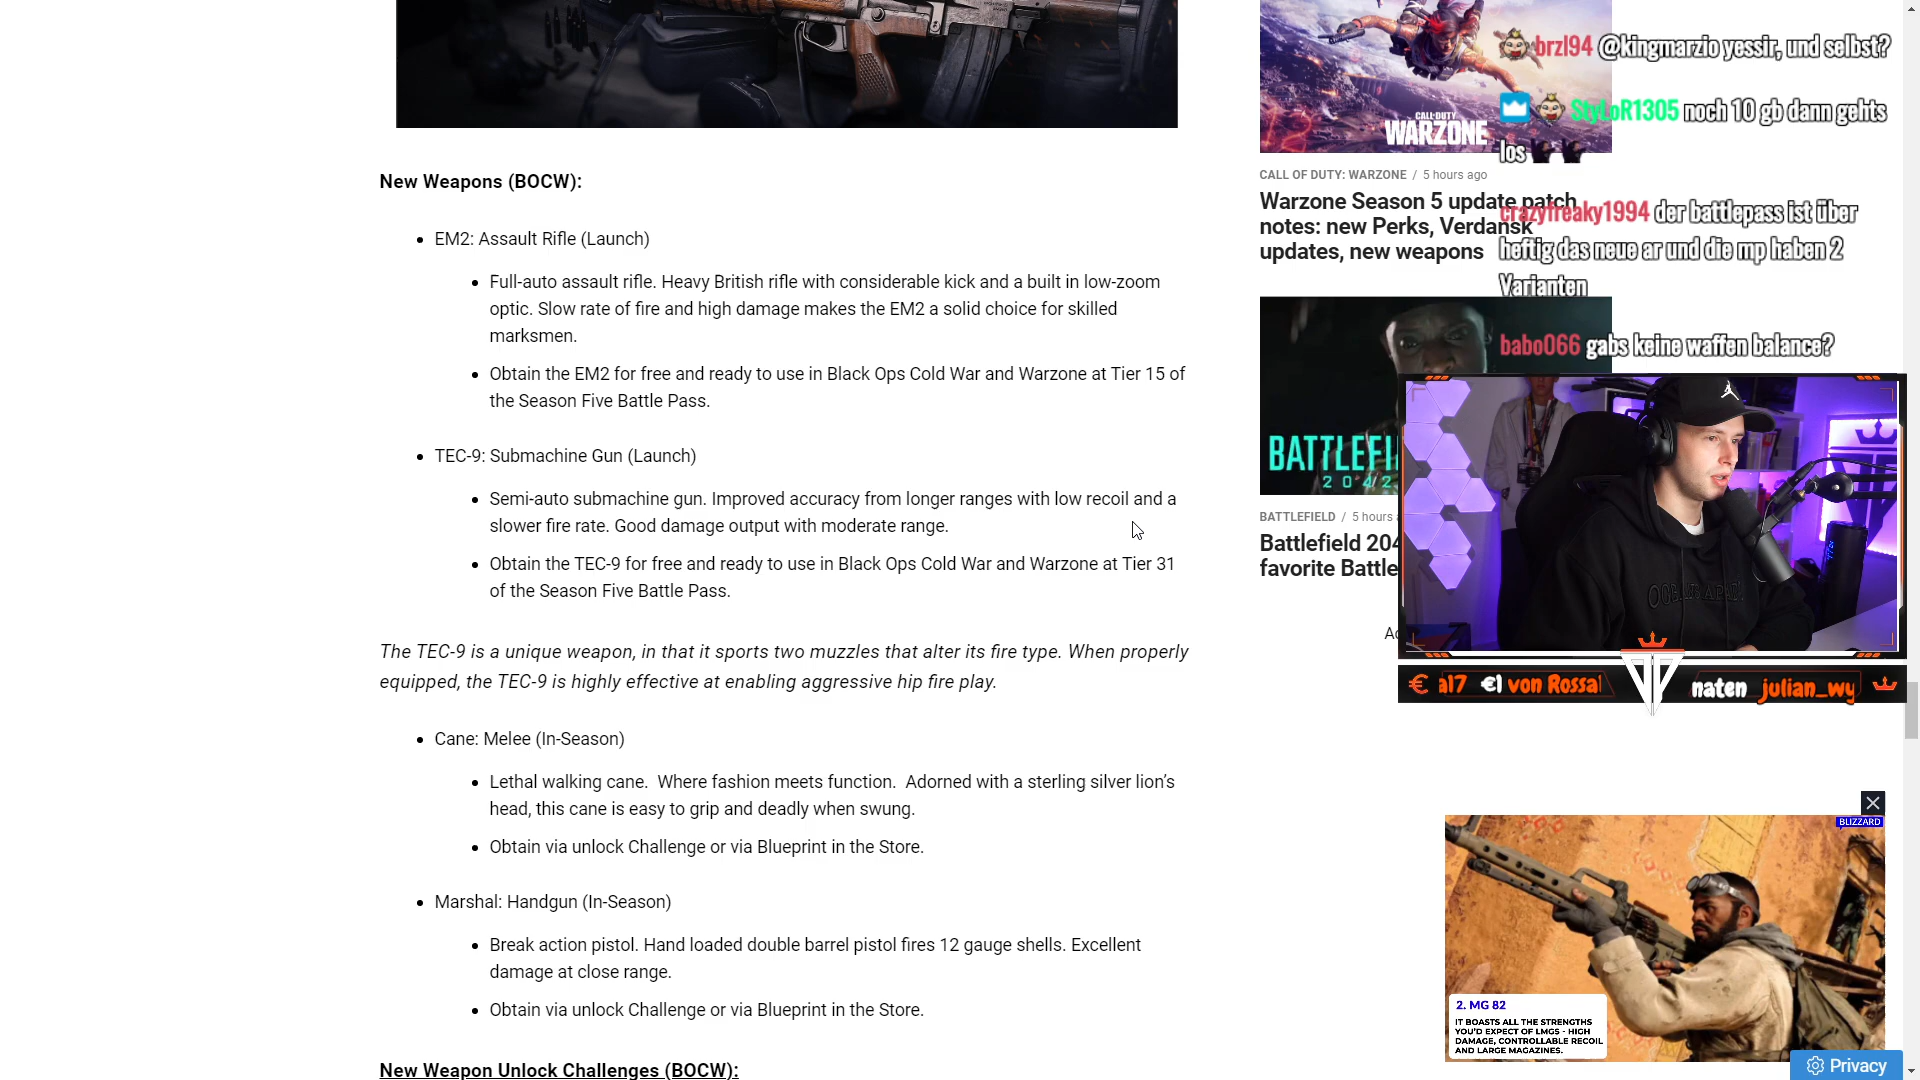 New Weapons (BOCW):
EM2: Assault Rifle (Launch)
Full-auto assault rifle. Heavy British rifle with considerable kick and a built in low-zoom
optic. Slow rate of fire and high damage makes the EM2 a solid choice for skilled
marksmen.
Obtain the EM2 for free and ready to use in Black Ops Cold War and Warzone at Tier 15 of
the Season Five Battle Pass.
TEC-9: Submachine Gun (Launch)
Semi-auto submachine gun. Improved accuracy from longer ranges with low recoil and a
slower fire rate. Good damage output with moderate range.
Obtain the TEC-9 for free and ready to use in Black Ops Cold War and Warzone at Tier 31
of the Season Five Battle Pass.
The TEC-9 is a unique weapon, in that it sports two muzzles that alter its fire type. When properly
equipped, the TEC-9 is highly effective at enabling aggressive hip fire play.
Cane: Melee (In-Season)
Lethal walking cane.  Where fashion meets function.  Adorned with a sterling silver lion's
head, this cane is easy to grip and deadly when swung.
Obtain via unlock Challenge or via Blueprint in the Store.
Marshal: Handgun (In-Season)
Break action pistol. Hand loaded double barrel pistol fires 12 gauge shells. Excellent
damage at close range.
Obtain via unlock Challenge or via Blueprint in the Store.
New Weapon Unlock Challenges (BOCW):
CALL OF DUTY
WARZONE
CALL OF DUTY: WARZONE / 5 hours ago
Warzone Season 5 update patch
notes: new Perks, Verdansk
updates, new weapons
BATTLEFI
2042
BATTLEFIELD / 5 hours
Battlefield 204
favorite Battle
brzl94 @kingmarzio yessir, und selbst?
StyLoR1305 noch 10 gb dann gehts
los
crazyfreaky1994 der battlepass ist über
heftig das neue ar und die mp haben 2
Varianten
babo066 gabs keine waffen balance?
€ a17 €1 von Rossa
naten julian_wy
BLIZZARD
2. MG 82
IT BOASTS ALL THE STRENGTHS
YOU'D EXPECT OF LMGS - HIGH
DAMAGE, CONTROLLABLE RECOIL
AND LARGE MAGAZINES.
Privacy